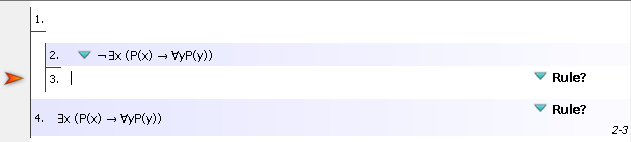 1.
2. ¬∃x (P(x) → ∀yP(y))
3. Rule?
4. ∃x (P(x) → ∀yP(y)) Rule?
2-3